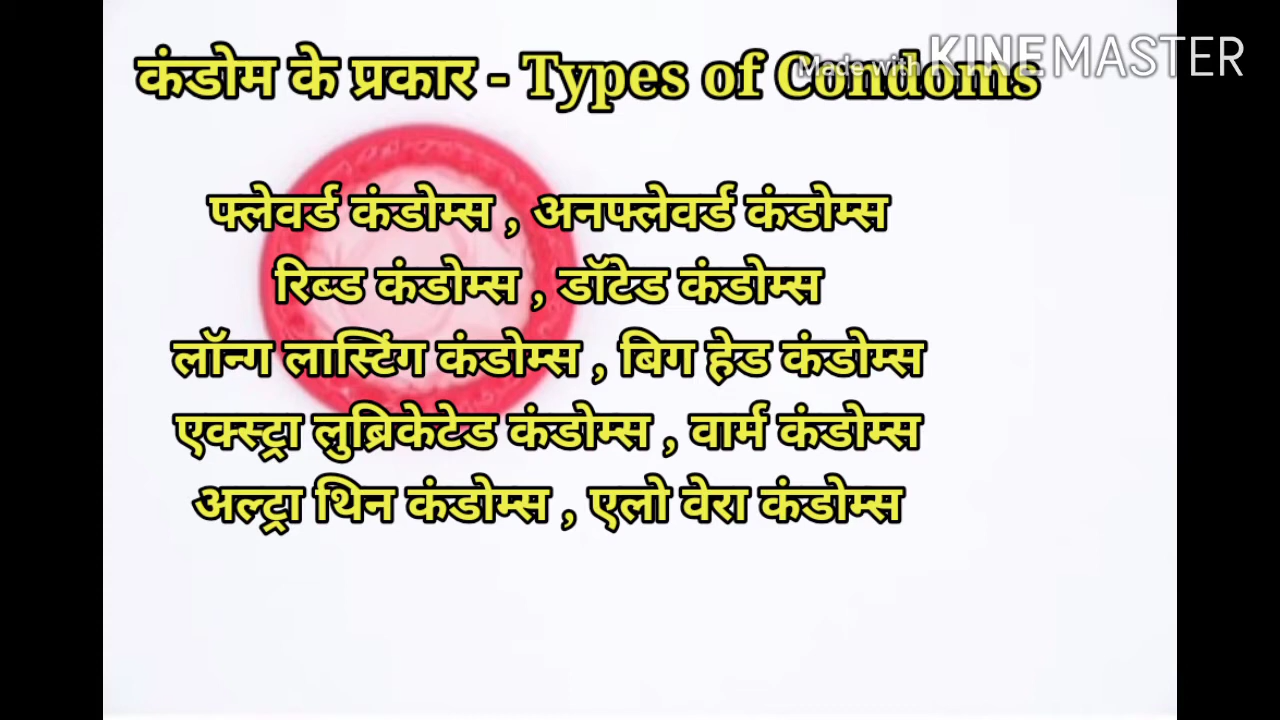 कंडोम के प्रकार - Types of Condoms
Made with KINEMASTER
फ्लेवर्ड कंडोम्स , अनफ्लेवर्ड कंडोम्स
रिब्ड कंडोम्स , डॉटेड कंडोम्स
लॉन्ग लास्टिंग कंडोम्स , बिग हेड कंडोम्स
एक्स्ट्रा लुब्रिकेटेड कंडोम्स , वार्म कंडोम्स
अल्ट्रा थिन कंडोम्स , एलो वेरा कंडोम्स